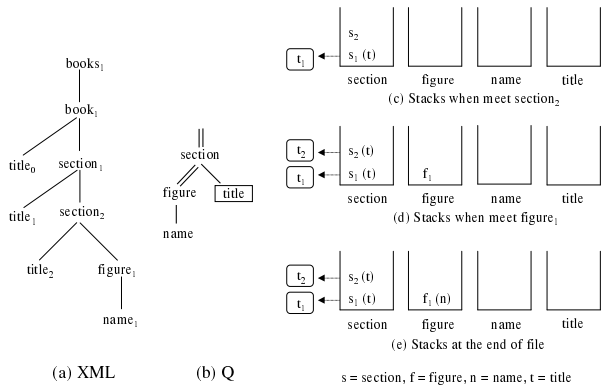 books1
book1
title0
section1
title1
section2
title2
figure1
name1
(a) XML
section
figure
title
name
(b) Q
s2
t1
s1 (t)
section figure name title
(c) Stacks when meet section2
t2
s2 (t)
t1
s1 (t)
f1
section figure name title
(d) Stacks when meet figure1
t2
s2 (t)
t1
s1 (t)
f1 (n)
section figure name title
(e) Stacks at the end of file
s = section, f = figure, n = name, t = title